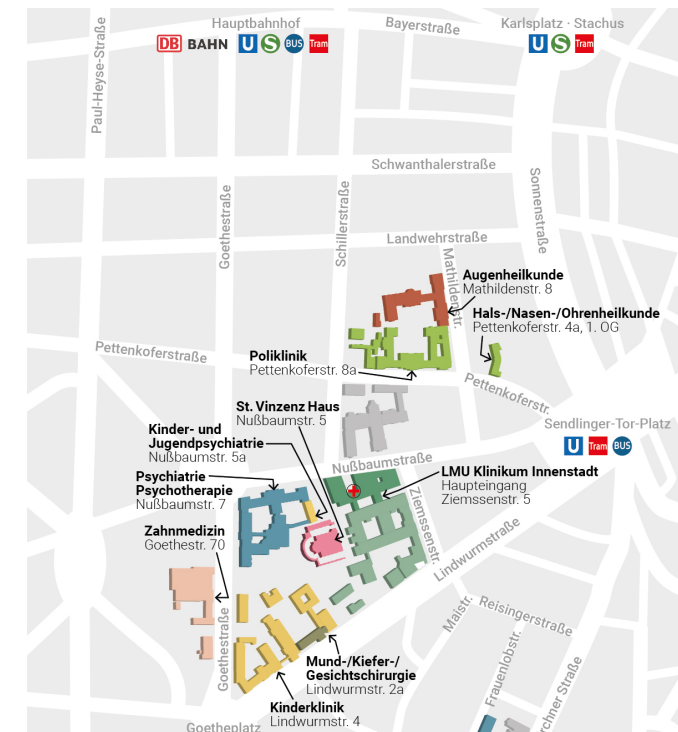 Hauptbahnhof
DB BAHN U S BUS Tram
Bayerstraße
Karlsplatz · Stachus
U S Tram
Paul-Heyse-Straße
Schwanthalerstraße
Goethestraße
Schillerstraße
Sonnenstraße
Landwehrstraße
Mathildenstr.
Augenheilkunde
Mathildenstr. 8
Hals-/Nasen-/Ohrenheilkunde
Pettenkoferstr. 4a, 1. OG
Pettenkoferstraße
Poliklinik
Pettenkoferstr. 8a
Pettenkoferstr.
St. Vinzenz Haus
Nußbaumstr. 5
Sendlinger-Tor-Platz
U Tram BUS
Kinder- und
Jugendpsychiatrie
Nußbaumstr. 5a
Nußbaumstraße
Psychiatrie
Psychotherapie
Nußbaumstr. 7
LMU Klinikum Innenstadt
Haupteingang
Ziemssenstr. 5
Ziemssenstr.
Zahnmedizin
Goethestr. 70
Lindwurmstraße
Goethestraße
Maistr.
Reisingerstraße
Frauenlobstr.
rchner Straße
Mund-/Kiefer-/
Gesichtschirurgie
Lindwurmstr. 2a
Kinderklinik
Lindwurmstr. 4
Goetheplatz